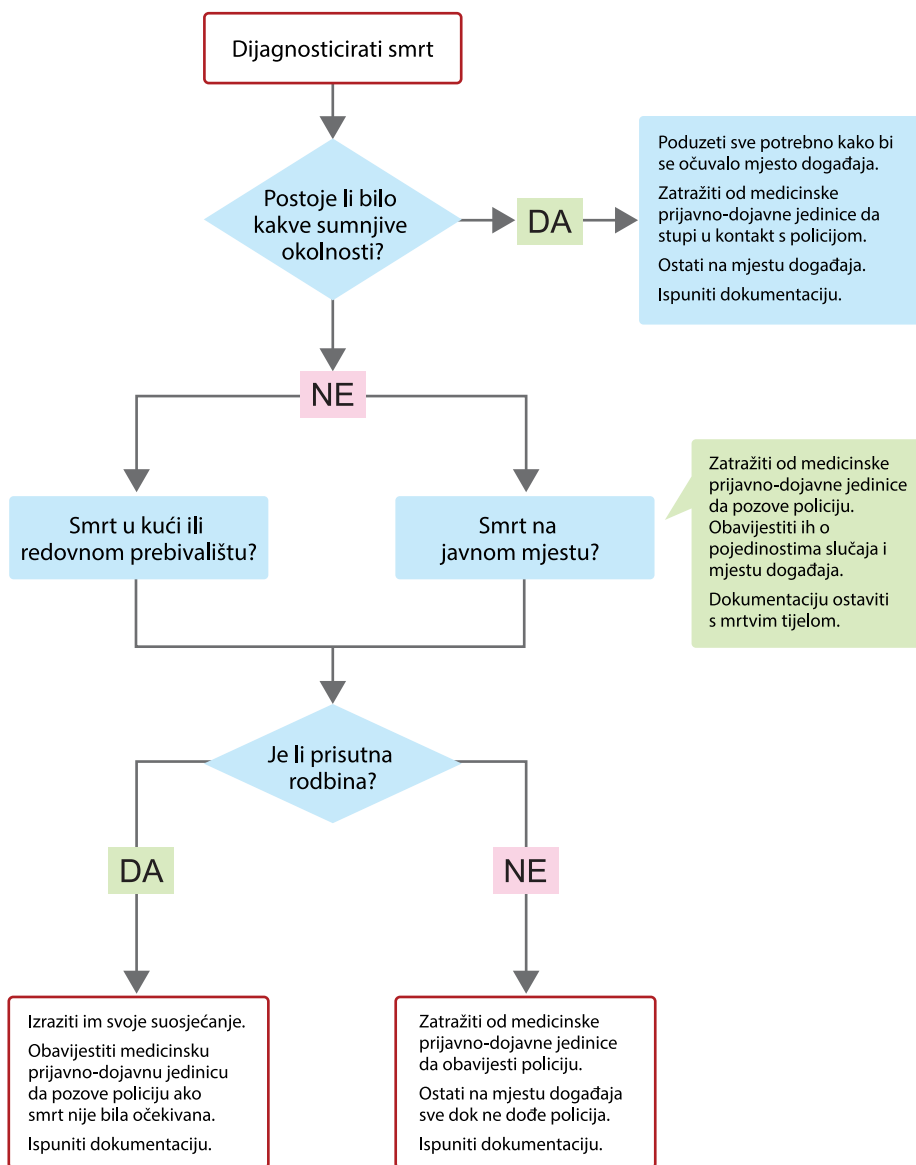 Dijagnosticirati smrt
Postoje li bilo
kakve sumnjive
okolnosti?
DA
Poduzeti sve potrebno kako bi
se očuvalo mjesto događaja.
Zatražiti od medicinske
prijavno-dojavne jedinice da
stupi u kontakt s policijom.
Ostati na mjestu događaja.
Ispuniti dokumentaciju.
NE
Smrt u kući ili
redovnom prebivalištu?
Smrt na
javnom mjestu?
Zatražiti od medicinske
prijavno-dojavne jedinice
da pozove policiju.
Obavijestiti ih o
pojedinostima slučaja i
mjestu događaja.
Dokumentaciju ostaviti
s mrtvim tijelom.
Je li prisutna
rodbina?
DA
NE
Izraziti im svoje suosjećanje.
Obavijestiti medicinsku
prijavno-dojavnu jedinicu
da pozove policiju ako
smrt nije bila očekivana.
Ispuniti dokumentaciju.
Zatražiti od medicinske
prijavno-dojavne jedinice
da obavijesti policiju.
Ostati na mjestu događaja
sve dok ne dođe policija.
Ispuniti dokumentaciju.